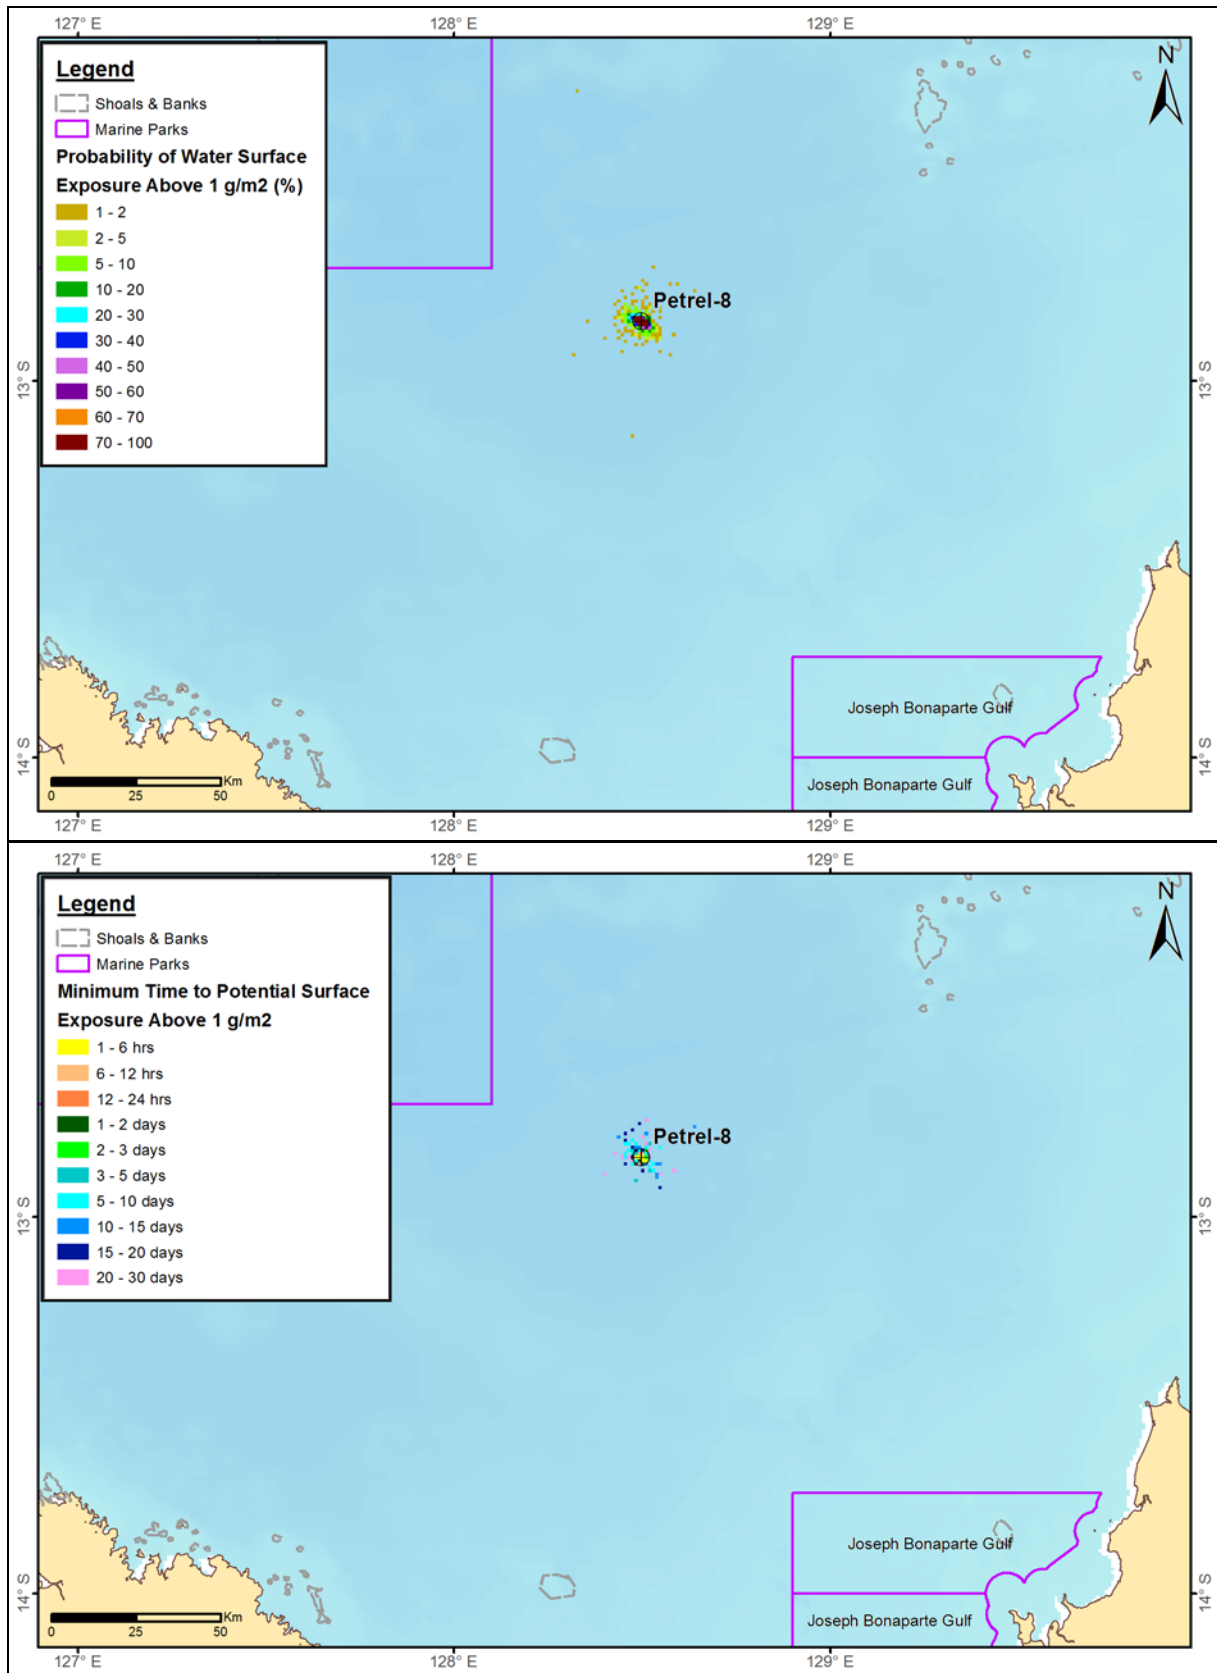 127° E
128° E
129° E
Legend
Shoals & Banks
Marine Parks
Probability of Water Surface
Exposure Above 1 g/m2 (%)
1 - 2
2 - 5
5 - 10
10 - 20
20 - 30
30 - 40
40 - 50
50 - 60
60 - 70
70 - 100
N
Petrel-8
13° S
13° S
Joseph Bonaparte Gulf
14° S
14° S
Joseph Bonaparte Gulf
Km
0
25
50
127° E
128° E
129° E
127° E
128° E
129° E
Legend
Shoals & Banks
Marine Parks
Minimum Time to Potential Surface
Exposure Above 1 g/m2
1 - 6 hrs
6 - 12 hrs
12 - 24 hrs
1 - 2 days
2 - 3 days
3 - 5 days
5 - 10 days
10 - 15 days
15 - 20 days
20 - 30 days
N
Petrel-8
13° S
13° S
Joseph Bonaparte Gulf
14° S
14° S
Joseph Bonaparte Gulf
Km
0
25
50
127° E
128° E
129° E